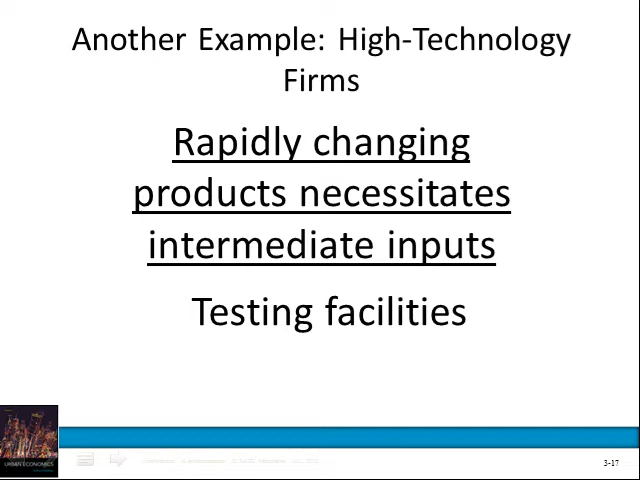 Another Example: High-Technology
Firms
Rapidly changing
products necessitates
intermediate inputs
Testing facilities
URBAN ECONOMICS
3-17